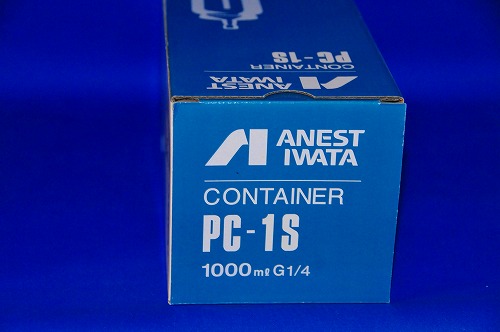 PC-1S
CONTAINER
ANEST
IWATA
ANEST
IWATA
CONTAINER
PC-1S
1000mℓ G1/4